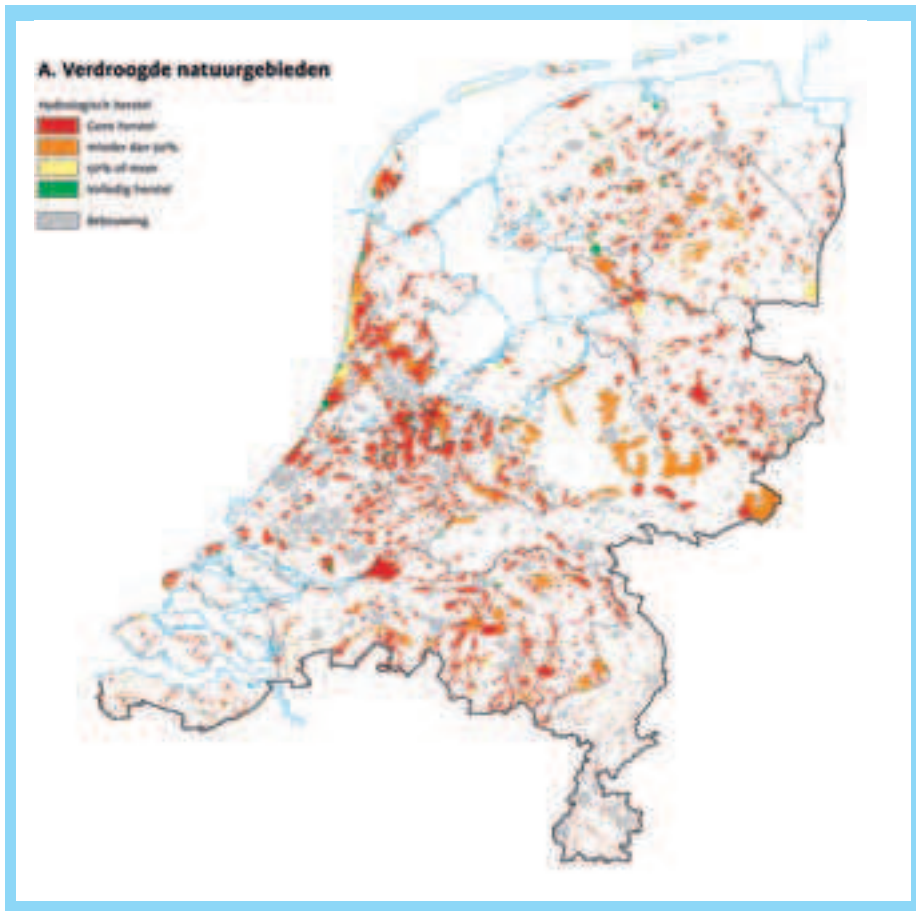 A. Verdroogde natuurgebieden
Hydrologisch herstel
Geen herstel
minder dan 50%
50% of meer
Volledig herstel
Bebouwing